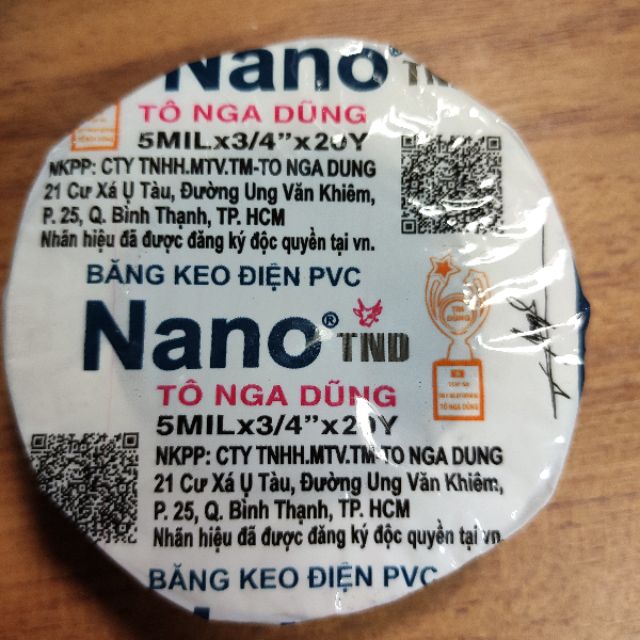 Nano® TND
TÔ NGA DŨNG
5MILx3/4"x20Y
NKPP: CTY TNHH.MTV.TM-TO NGA DUNG
21 Cư Xá Ụ Tàu, Đường Ung Văn Khiêm,
P. 25, Q. Bình Thạnh, TP. HCM
Nhãn hiệu đã được đăng ký độc quyền tại vn.
BĂNG KEO ĐIỆN PVC
Nano® TND
TÔ NGA DŨNG
5MILx3/4"x20Y
NKPP: CTY TNHH.MTV.TM-TO NGA DUNG
21 Cư Xá Ụ Tàu, Đường Ung Văn Khiêm,
P. 25, Q. Bình Thạnh, TP. HCM
Nhãn hiệu đã được đăng ký độc quyền tại vn.
BĂNG KEO ĐIỆN PVC
TÔ NGA DŨNG